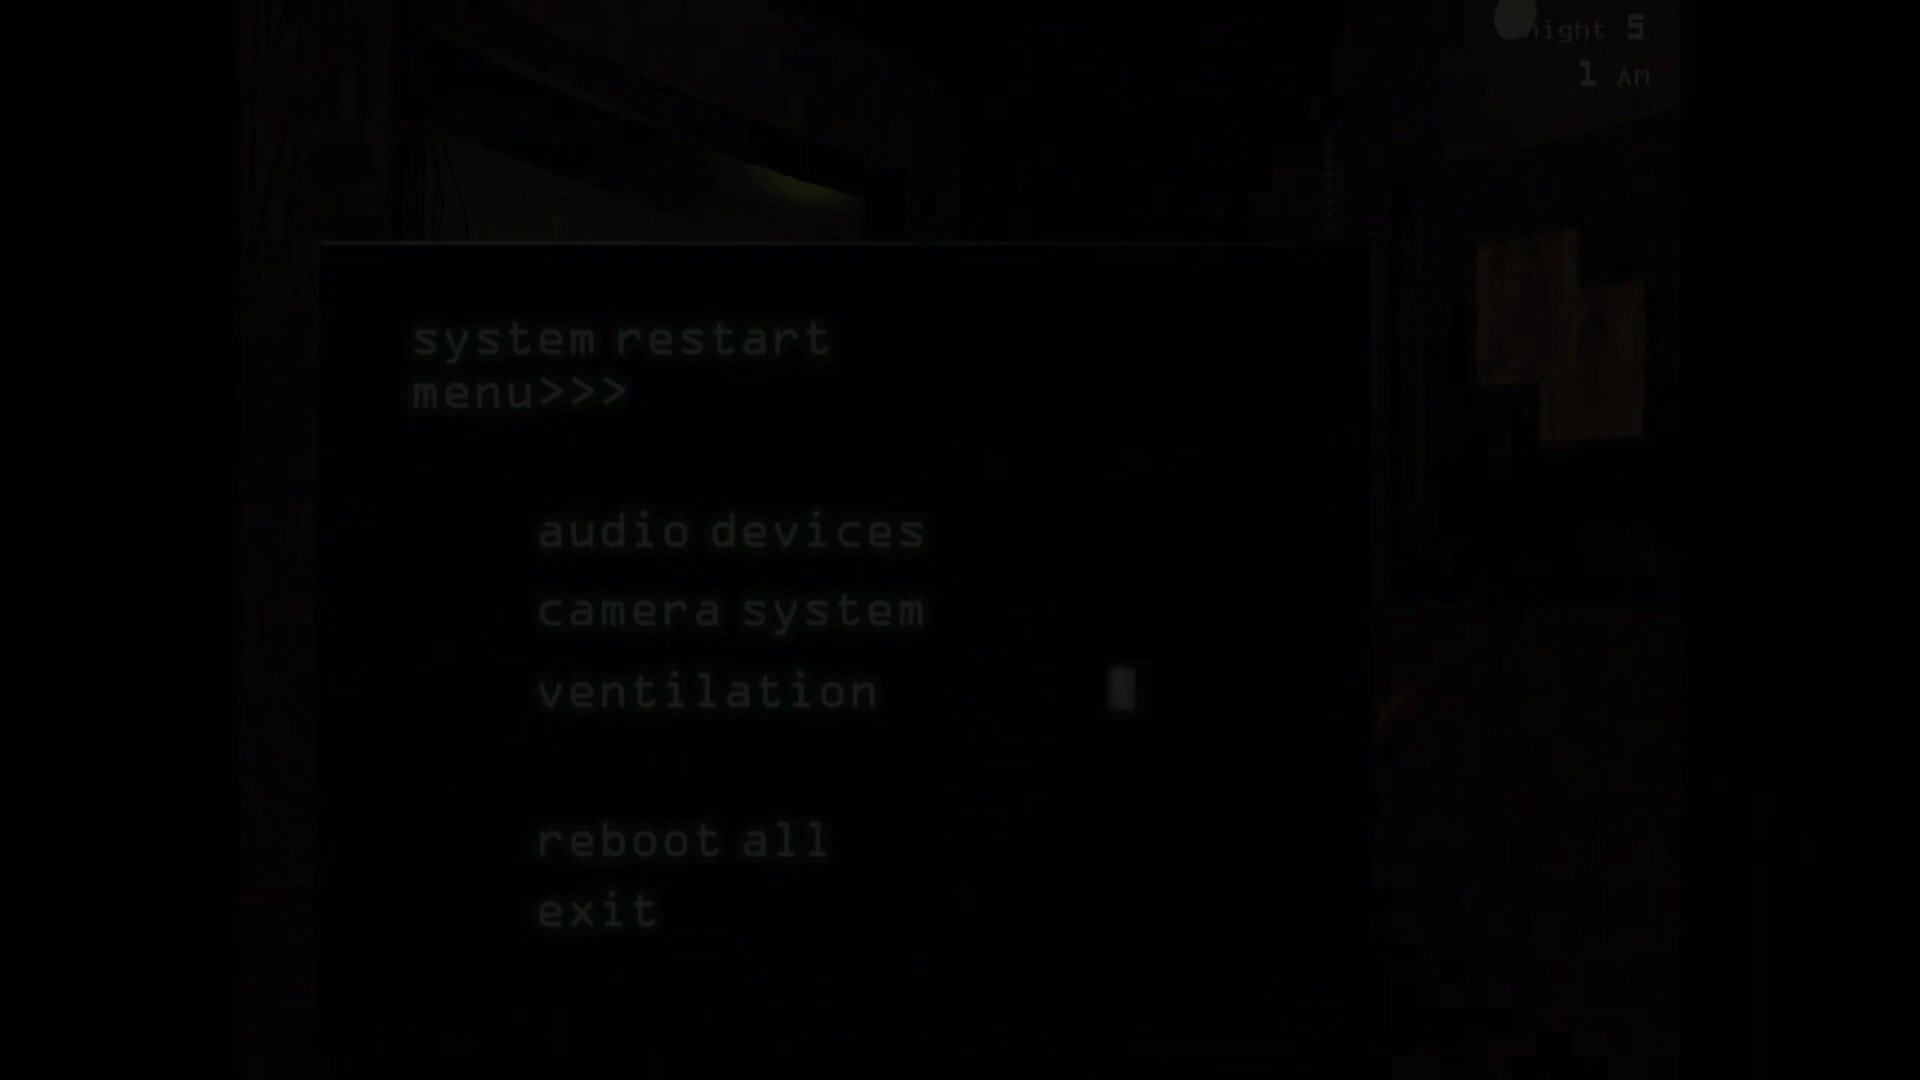 night 5
1 AM
system restart
menu>>>
audio devices
camera system
ventilation
reboot all
exit